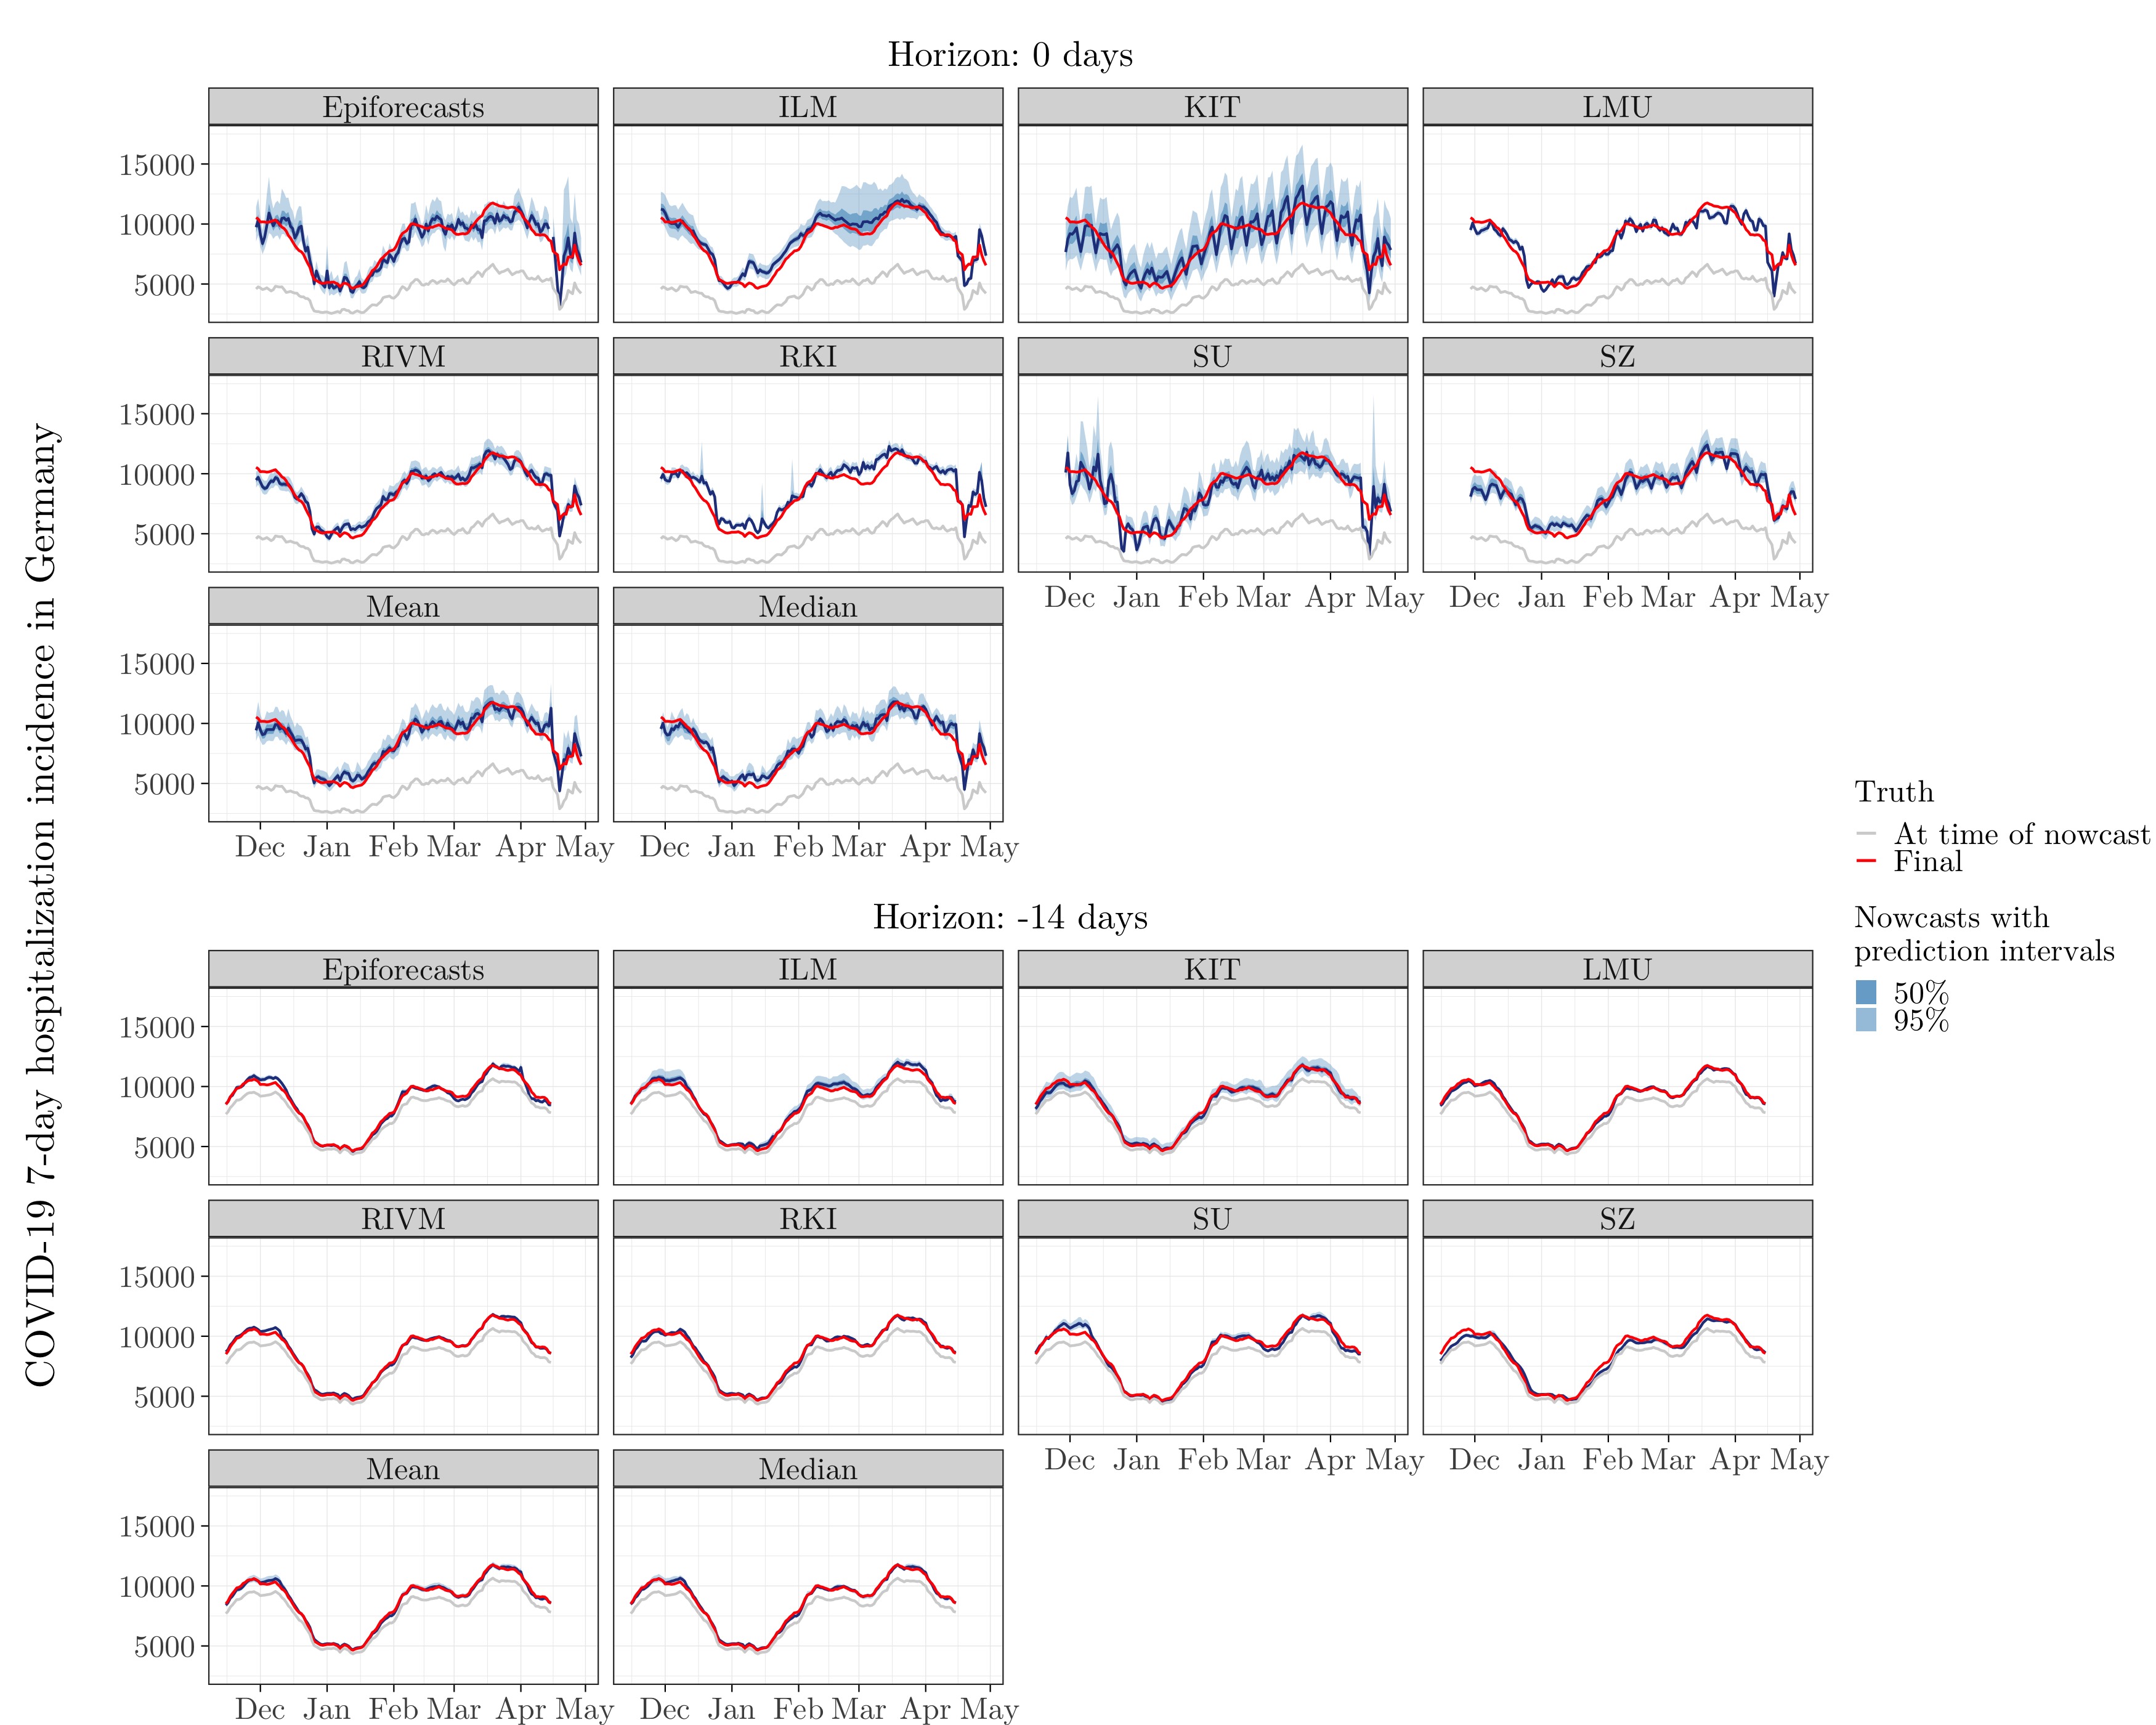 Horizon: 0 days
Epiforecasts ILM KIT LMU
15000
10000
5000
RIVM RKI SU SZ
15000
10000
5000
Dec Jan Feb Mar Apr May Dec Jan Feb Mar Apr May
Mean Median
15000
10000
5000
Dec Jan Feb Mar Apr May Dec Jan Feb Mar Apr May
COVID-19 7-day hospitalization incidence in Germany
Truth
At time of nowcast
Final
Nowcasts with
prediction intervals
50%
95%
Horizon: -14 days
Epiforecasts ILM KIT LMU
15000
10000
5000
RIVM RKI SU SZ
15000
10000
5000
Dec Jan Feb Mar Apr May Dec Jan Feb Mar Apr May
Mean Median
15000
10000
5000
Dec Jan Feb Mar Apr May Dec Jan Feb Mar Apr May